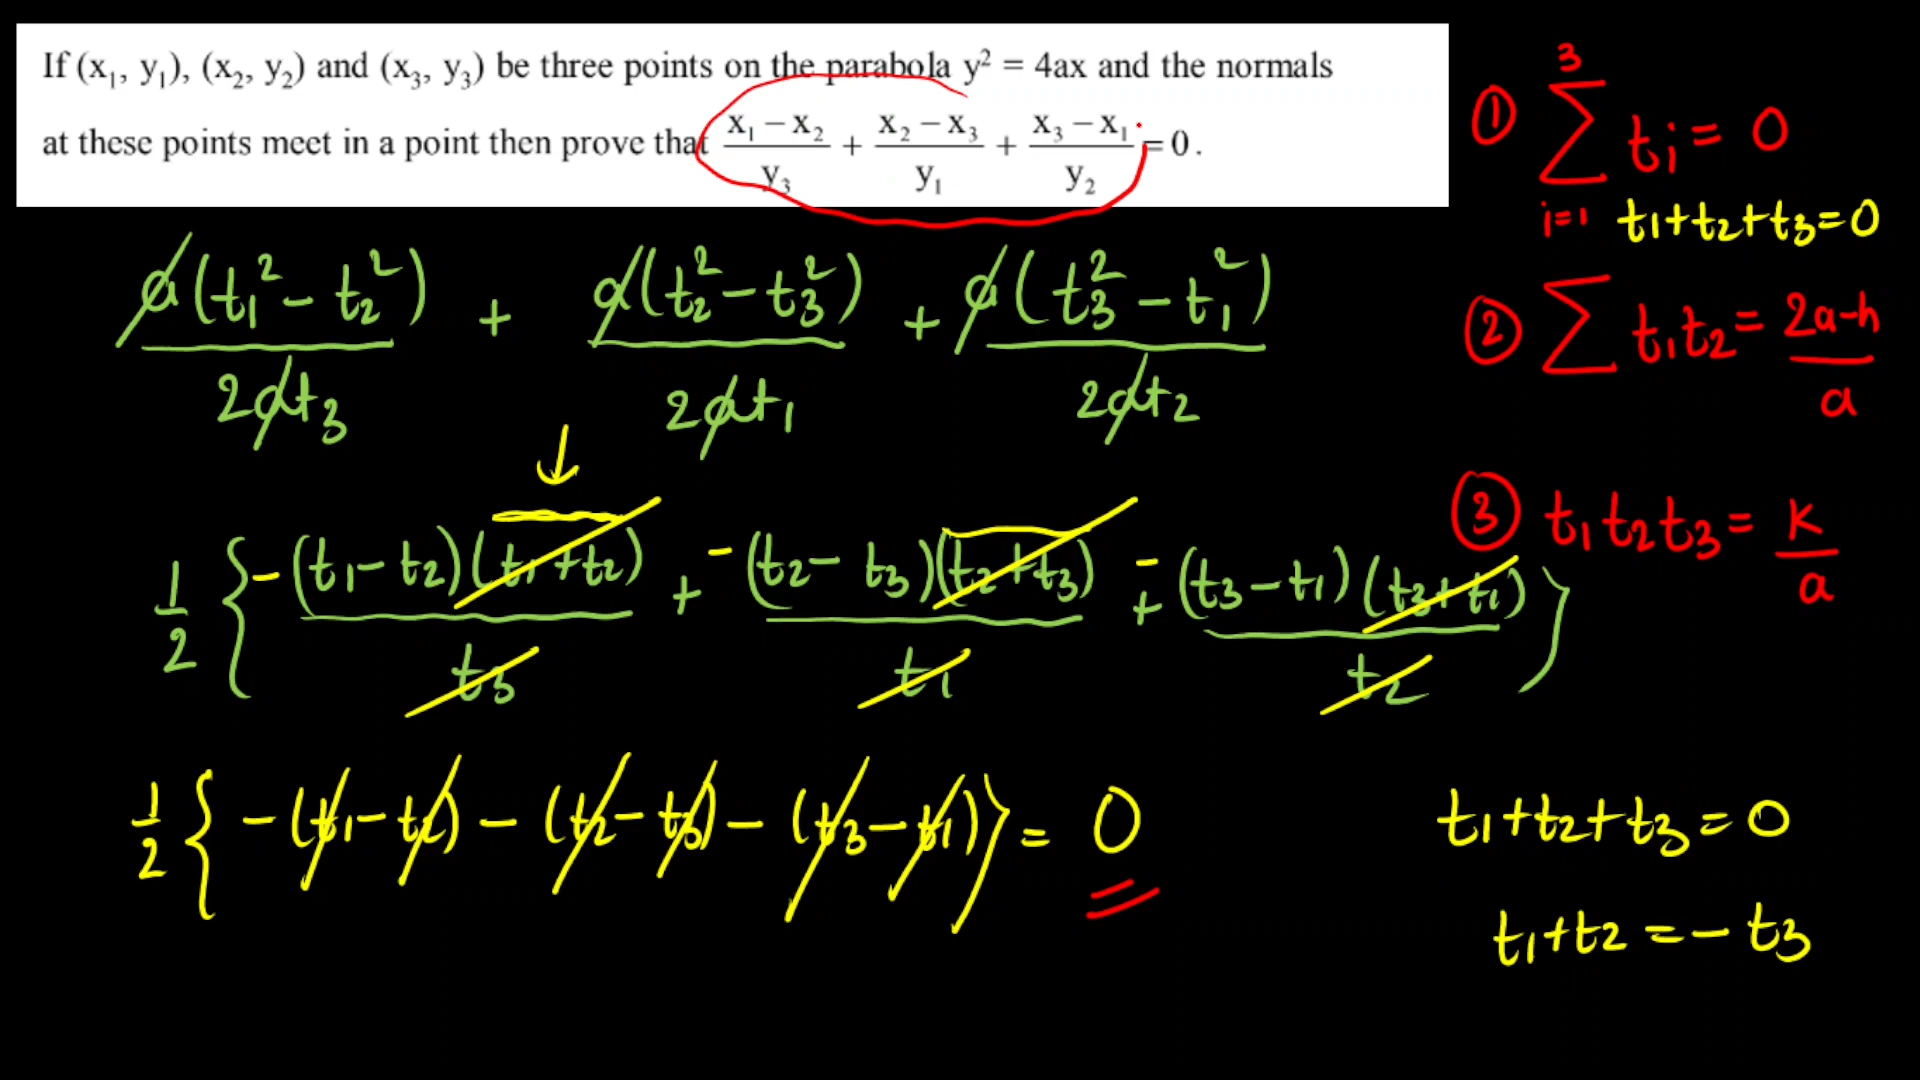 If (x₁, y₁), (x₂, y₂) and (x₃, y₃) be three points on the parabola y² = 4ax and the normals
at these points meet in a point then prove that (x₁ − x₂)/y₃ + (x₂ − x₃)/y₁ + (x₃ − x₁)/y₂ = 0.
① ∑_{i=1}^{3} tᵢ = 0
t₁+t₂+t₃=0
② ∑ t₁t₂ = (2a-h)/a
③ t₁t₂t₃ = k/a
a(t₁² − t₂²)/2at₃ + a(t₂² − t₃²)/2at₁ + a(t₃² − t₁²)/2at₂
1/2 { −(t₁−t₂)(t₁+t₂)/t₃ + −(t₂−t₃)(t₂+t₃)/t₁ + −(t₃−t₁)(t₃+t₁)/t₂ }
1/2 { −(t₁−t₂) − (t₂−t₃) − (t₃−t₁) } = 0
t₁+t₂+t₃=0
t₁+t₂ = −t₃